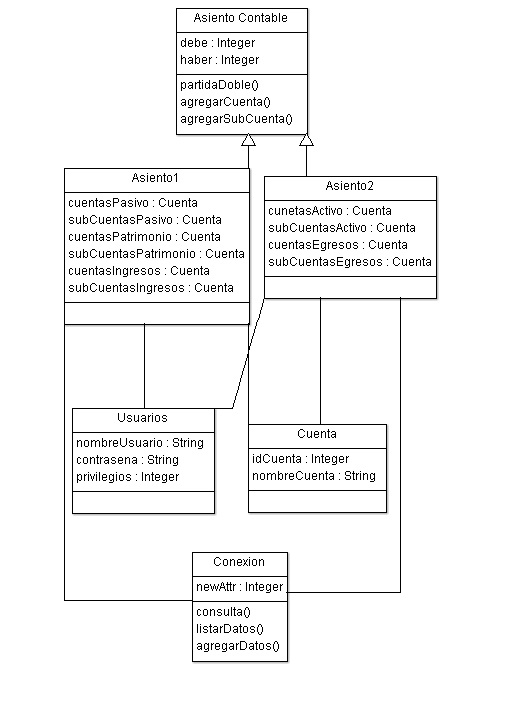 Asiento Contable
debe : Integer
haber : Integer
partidaDoble()
agregarCuenta()
agregarSubCuenta()
Asiento1
cuentasPasivo : Cuenta
subCuentasPasivo : Cuenta
cuentasPatrimonio : Cuenta
subCuentasPatrimonio : Cuenta
cuentasIngresos : Cuenta
subCuentasIngresos : Cuenta
Asiento2
cunetasActivo : Cuenta
subCuentasActivo : Cuenta
cuentasEgresos : Cuenta
subCuentasEgresos : Cuenta
Usuarios
nombreUsuario : String
contrasena : String
privilegios : Integer
Cuenta
idCuenta : Integer
nombreCuenta : String
Conexion
newAttr : Integer
consulta()
listarDatos()
agregarDatos()